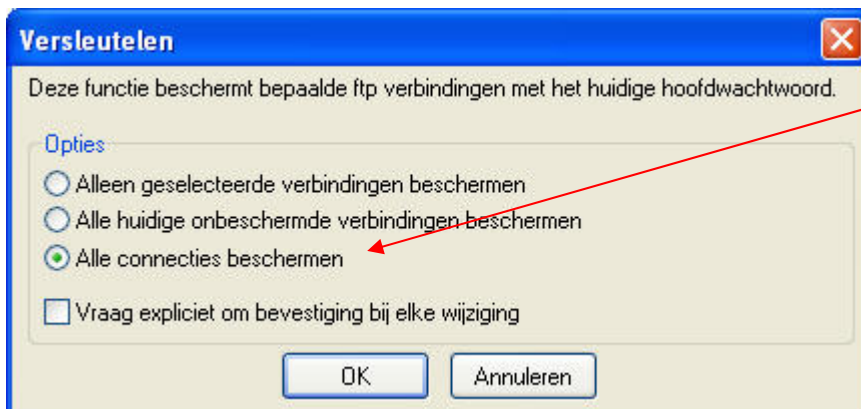 Versleutelen
Deze functie beschermt bepaalde ftp verbindingen met het huidige hoofdwachtwoord.
Opties
Alleen geselecteerde verbindingen beschermen
Alle huidige onbeschermde verbindingen beschermen
Alle connecties beschermen
Vraag expliciet om bevestiging bij elke wijziging
OK Annuleren